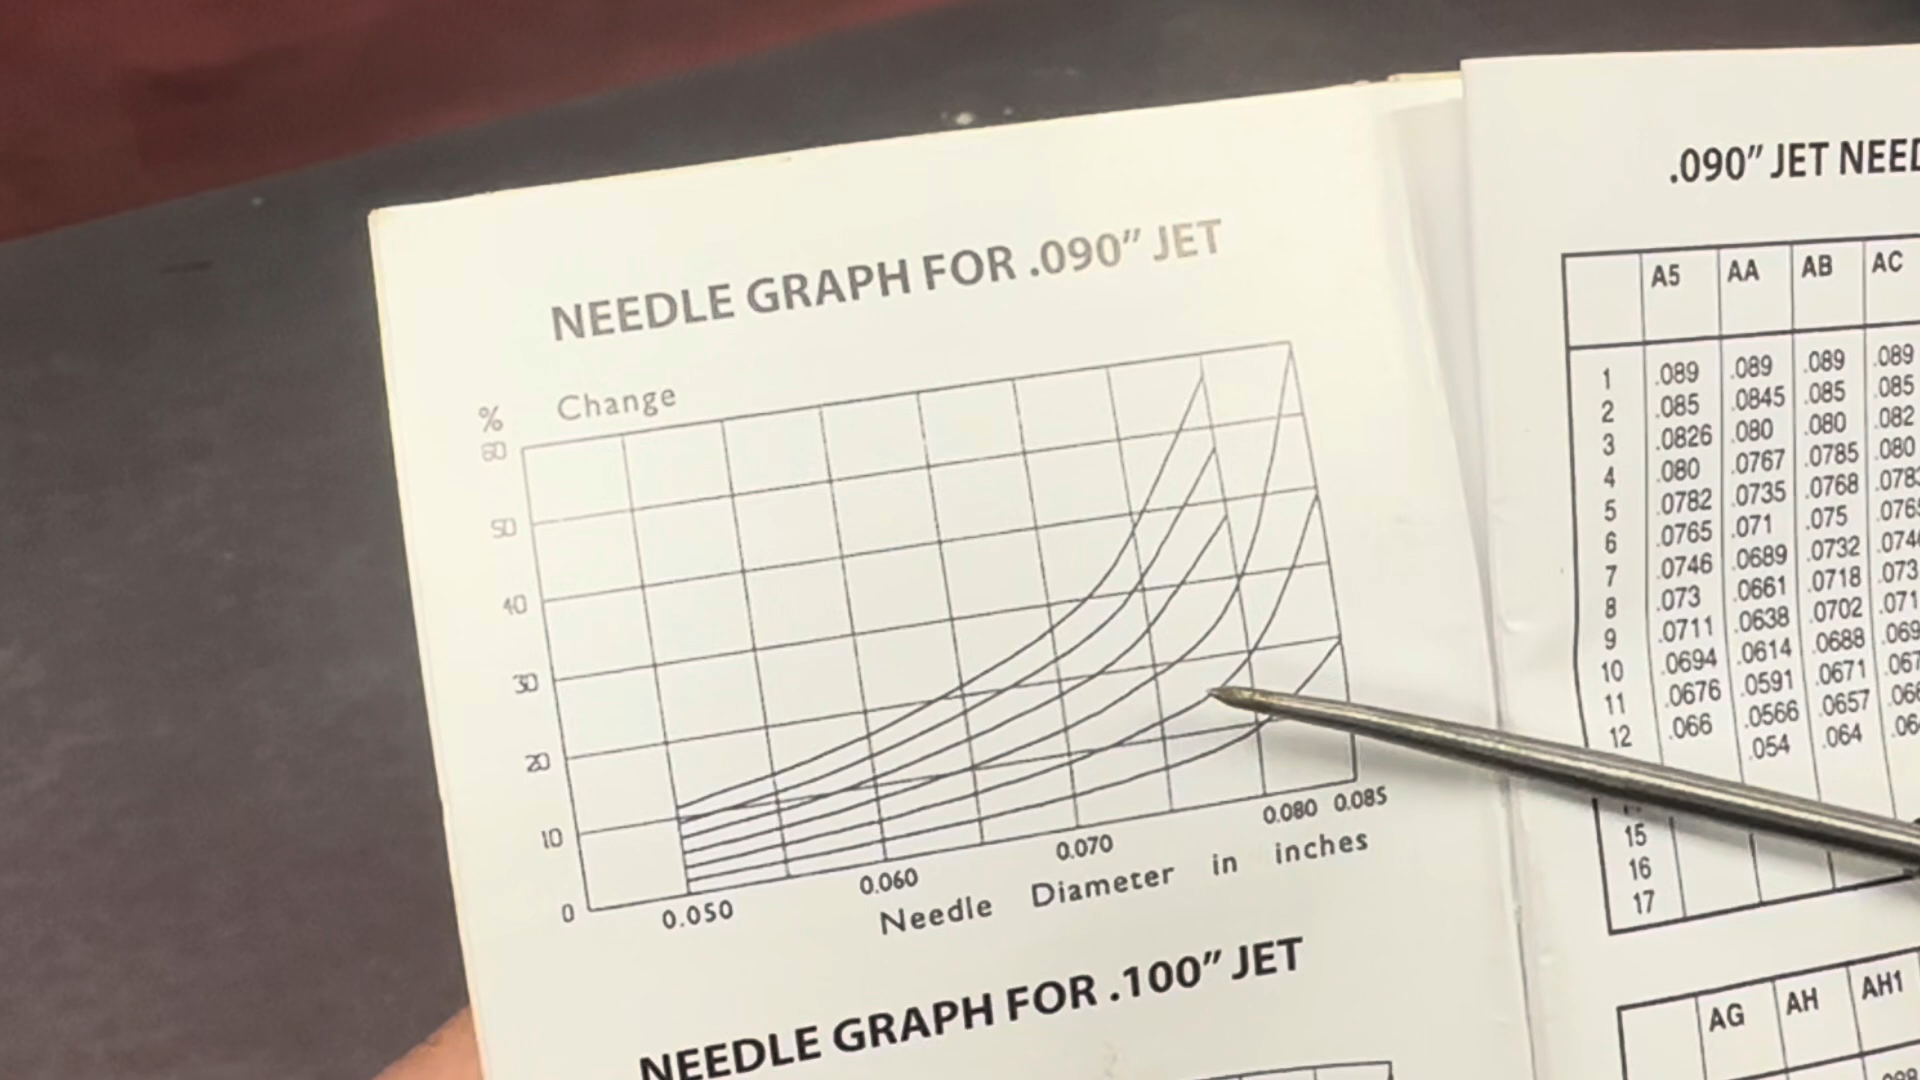 NEEDLE GRAPH FOR .090" JET
% Change
60
50
40
30
20
10
0
0.050 0.060 0.070 0.080 0.085
Needle Diameter in inches
NEEDLE GRAPH FOR .100" JET
.090" JET
A5 AA AB AC
1 .089 .089 .089 .089
2 .085 .0845 .085 .085
3 .0826 .080 .080 .082
4 .080 .0767 .0785 .080
5 .0782 .0735 .0768
6 .0765 .071 .075
7 .0746 .0689 .0732
8 .073 .0661 .0718
9 .0711 .0638 .0702
10 .0694 .0614 .0688
11 .0676 .0591 .0671
12 .066 .0566 .0657
.054 .064
15
16
17
AG AH AH1